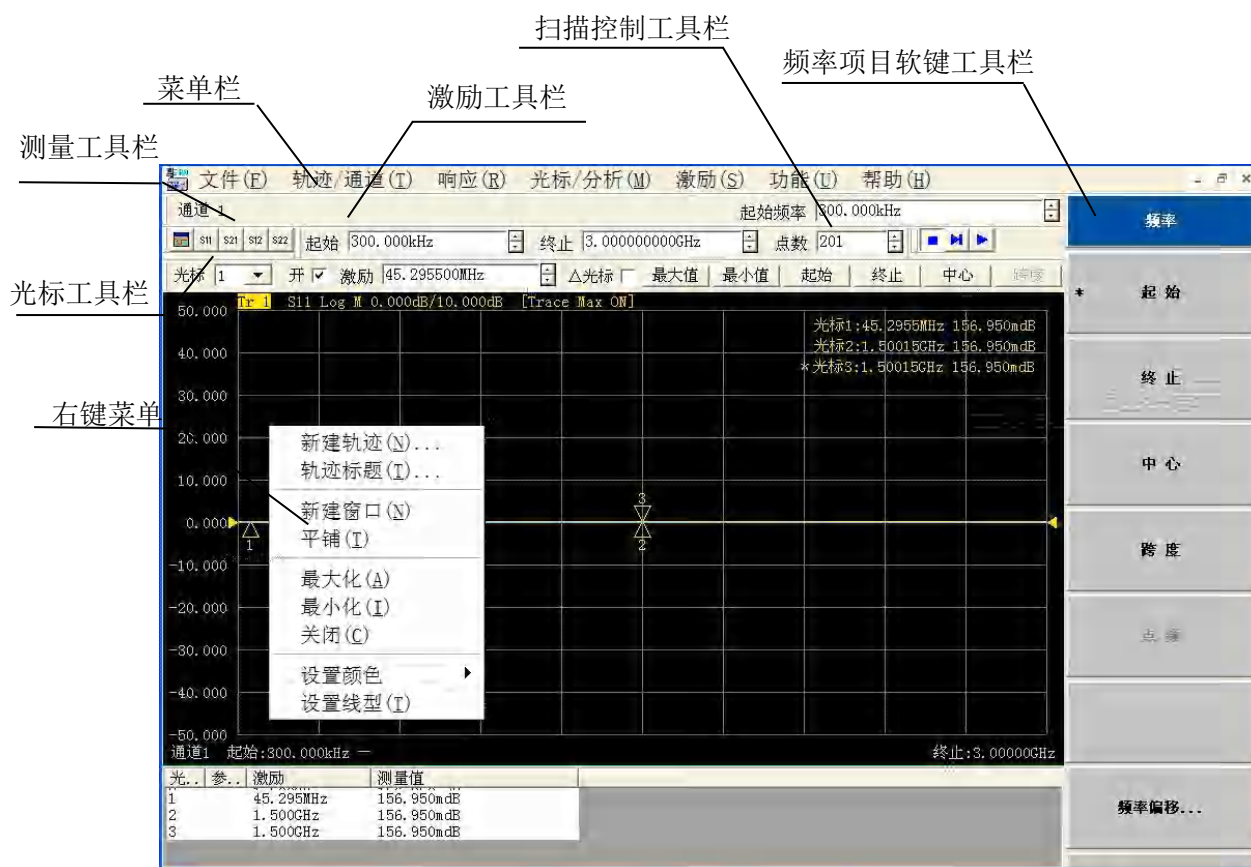 扫描控制工具栏
频率项目软键工具栏
菜单栏
激励工具栏
测量工具栏
文件(F) 轨迹/通道(T) 响应(R) 光标/分析(M) 激励(S) 功能(U) 帮助(H)
通道 1 起始频率 300.000kHz
频率
S11 S21 S12 S22 起始 300.000kHz 终止 3.000000000GHz 点数 201
光标 1 开 激励 45.295500MHz △光标 最大值 最小值 起始 终止 中心 跨度
光标工具栏
* 起 始
Tr 1 S11 Log M 0.000dB/10.000dB [Trace Max ON]
50.000
光标1:45.2955MHz 156.950mdB
光标2:1.50015GHz 156.950mdB
*光标3:1.50015GHz 156.950mdB
40.000
终 止
30.000
右键菜单
20.000
新建轨迹(N)...
轨迹标题(T)...
中 心
10.000
新建窗口(N)
3
0.000
平铺(T)
1
2
跨 度
-10.000
最大化(A)
最小化(I)
-20.000
关闭(C)
-30.000
设置颜色
-40.000
设置线型(T)
-50.000
通道1 起始:300.000kHz — 终止:3.00000GHz
光.. 参.. 激励 测量值
1 45.295MHz 156.950mdB
2 1.500GHz 156.950mdB
3 1.500GHz 156.950mdB
频率偏移...